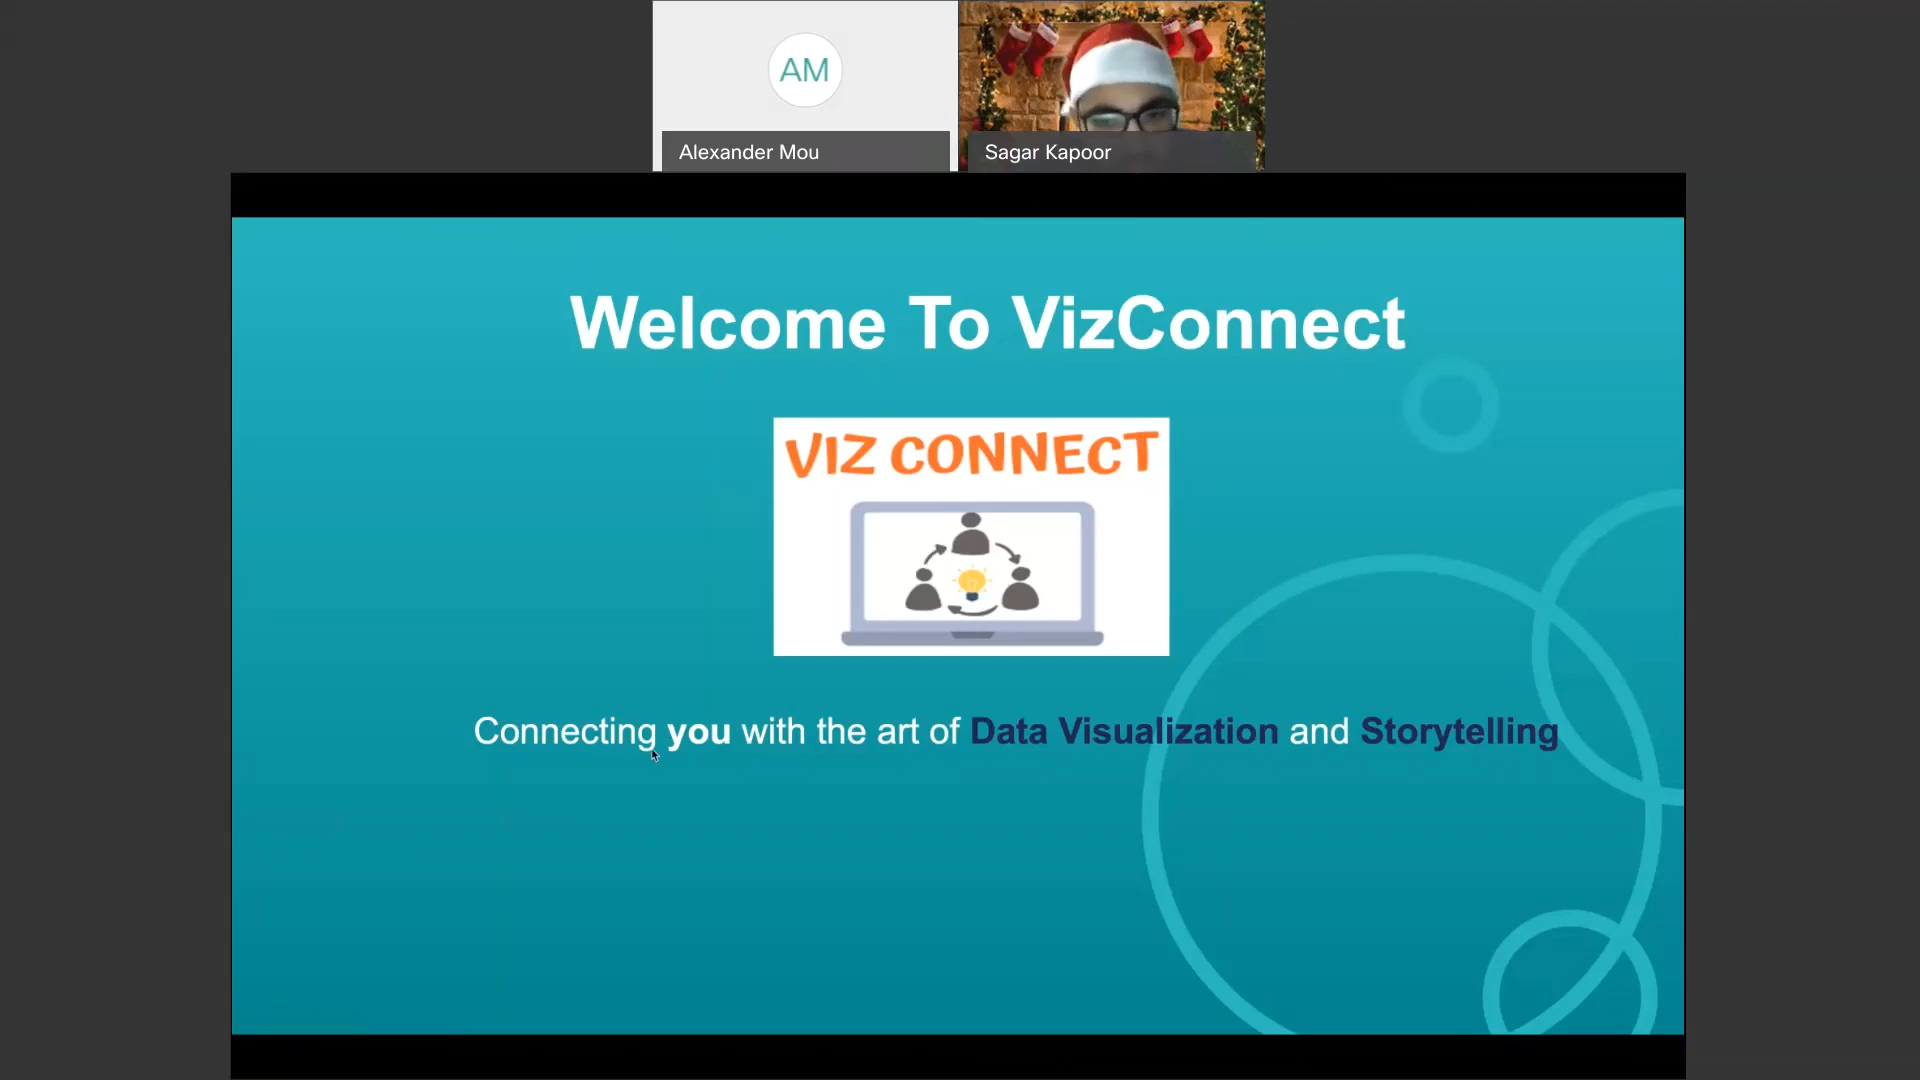 AM
Alexander Mou
Sagar Kapoor
Welcome To VizConnect
VIZ CONNECT
Connecting you with the art of Data Visualization and Storytelling